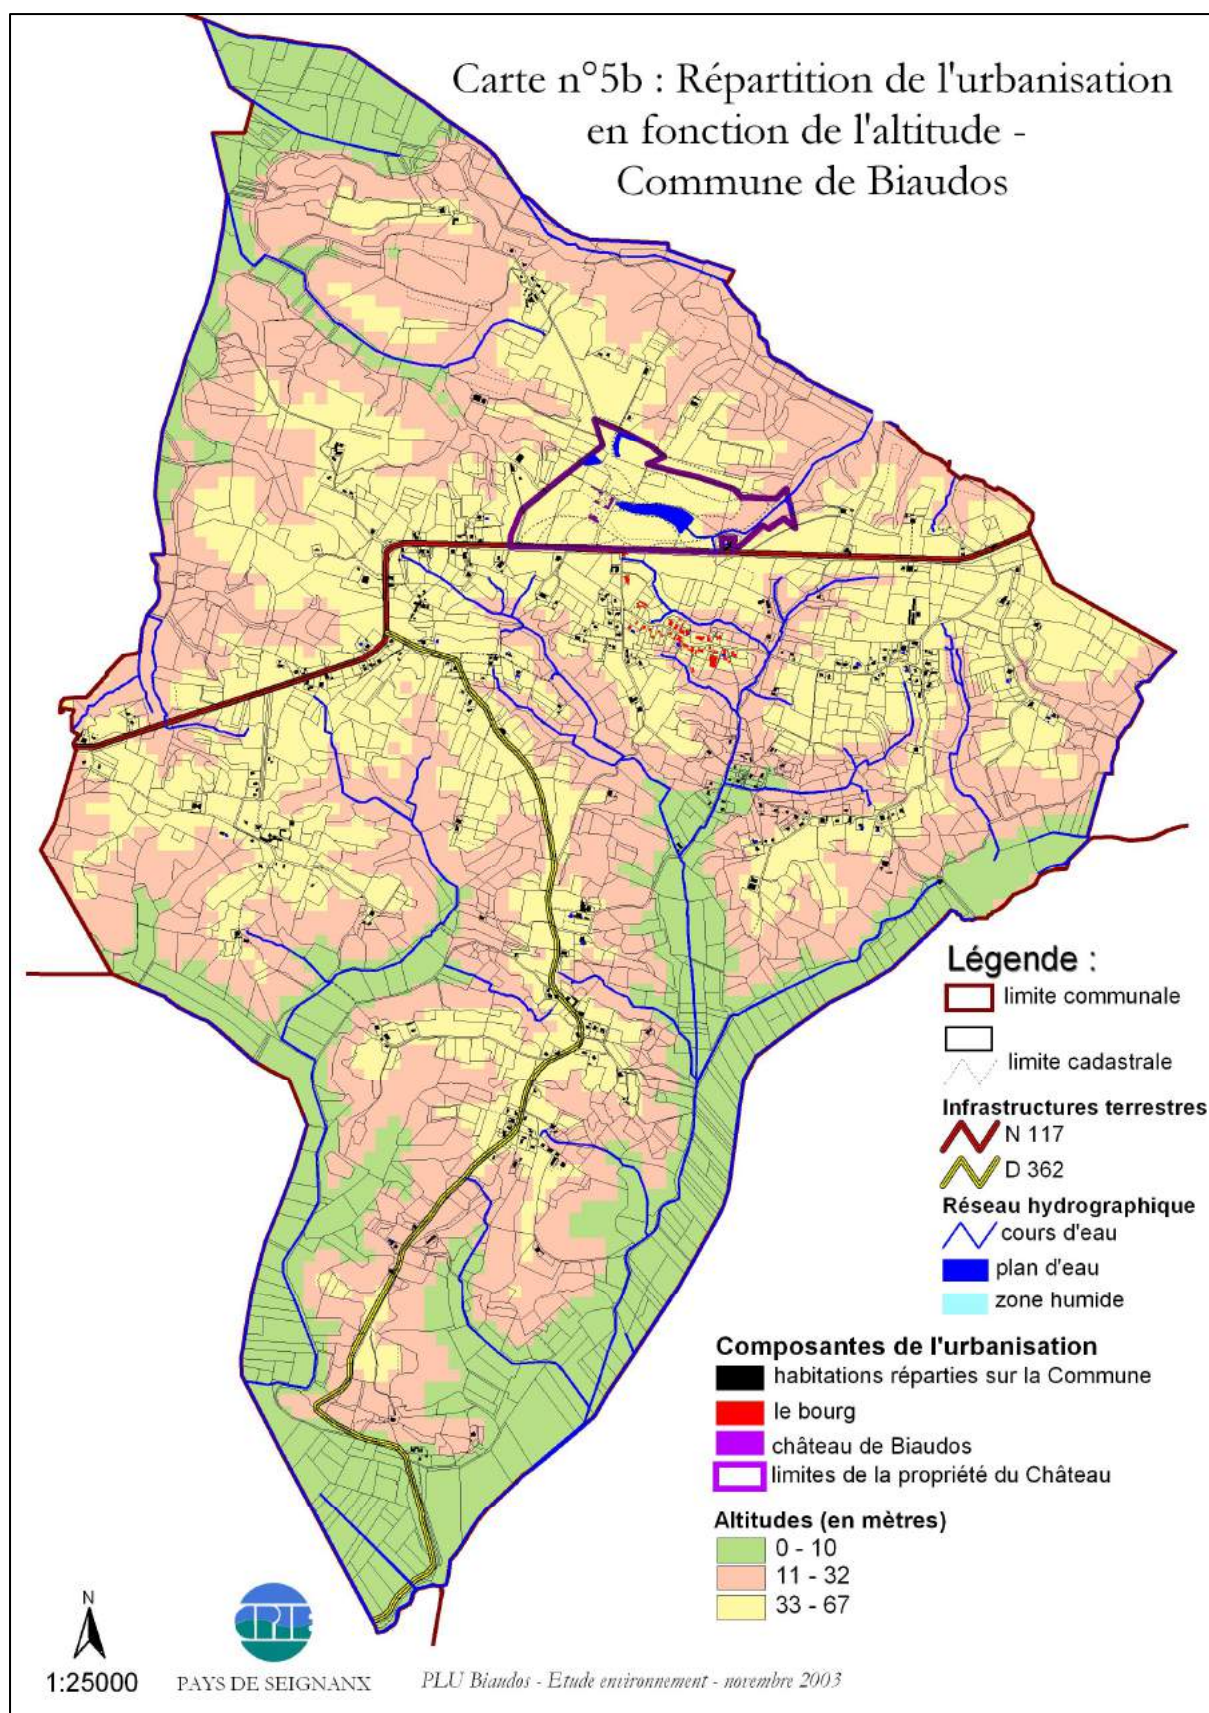 Carte n°5b : Répartition de l'urbanisation
en fonction de l'altitude -
Commune de Biaudos
Légende :
limite communale
limite cadastrale
Infrastructures terrestres
N 117
D 362
Réseau hydrographique
cours d'eau
plan d'eau
zone humide
Composantes de l'urbanisation
habitations réparties sur la Commune
le bourg
château de Biaudos
limites de la propriété du Château
Altitudes (en mètres)
0 - 10
11 - 32
33 - 67
N
1:25000
CPIE
PAYS DE SEIGNANX
PLU Biaudos - Etude environnement - novembre 2003